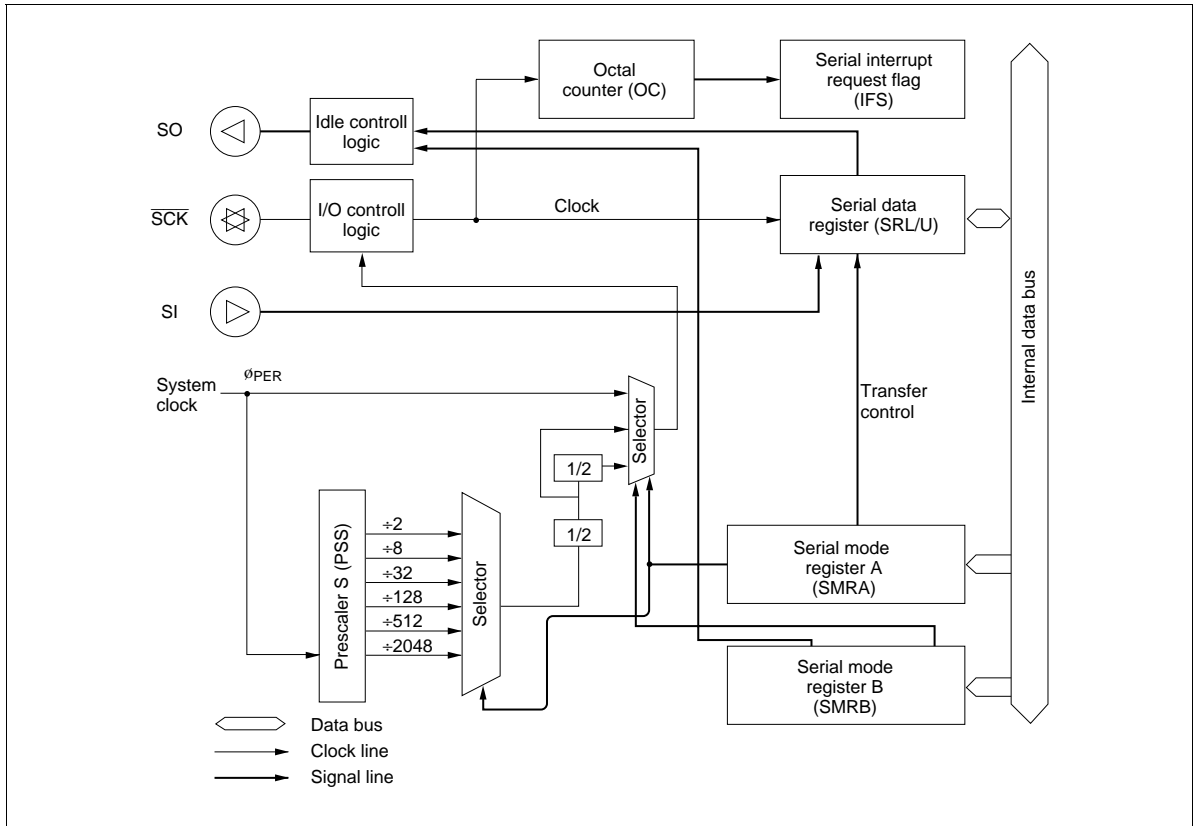 Octal
counter (OC)
Serial interrupt
request flag
(IFS)
SO
Idle controll
logic
SCK
I/O controll
logic
Clock
Serial data
register (SRL/U)
SI
Internal data bus
System
clock
øPER
Selector
Transfer
control
1/2
1/2
Prescaler S (PSS)
÷2
÷8
÷32
÷128
÷512
÷2048
Selector
Serial mode
register A
(SMRA)
Serial mode
register B
(SMRB)
Data bus
Clock line
Signal line